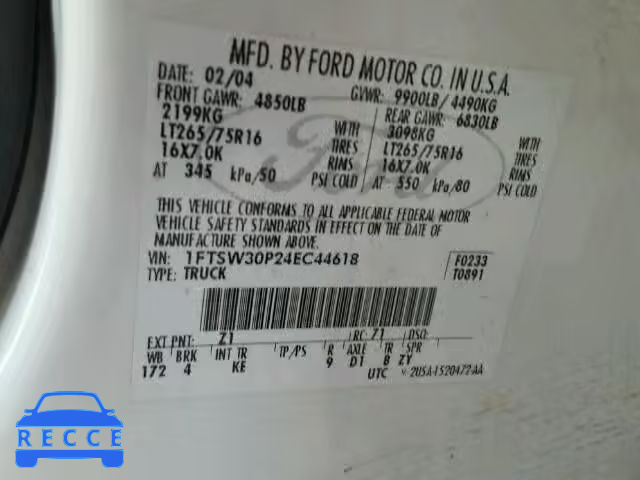 MFD. BY FORD MOTOR CO. IN U.S.A.
DATE: 02/04 GVWR: 9900LB/4490KG
FRONT GAWR: 4850LB REAR GAWR: 6830LB
2199KG WITH 3098KG WITH
LT265/75R16 TIRES LT265/75R16 TIRES
16X7.0K RIMS 16X7.0K RIMS
AT 345 kPa/50 PSI COLD AT 550 kPa/80 PSI COLD
THIS VEHICLE CONFORMS TO ALL APPLICABLE FEDERAL MOTOR
VEHICLE SAFETY STANDARDS IN EFFECT ON THE DATE OF
MANUFACTURE SHOWN ABOVE.
VIN: 1FTSW30P24EC44618 F0233
TYPE: TRUCK T0891
EXT PNT: Z1 RC: 71 DSO:
WB BRK INT TR TP/PS R AXLE TR SPR
172 4 KE 9 D1 B ZY
UTC
Ford
RECCE